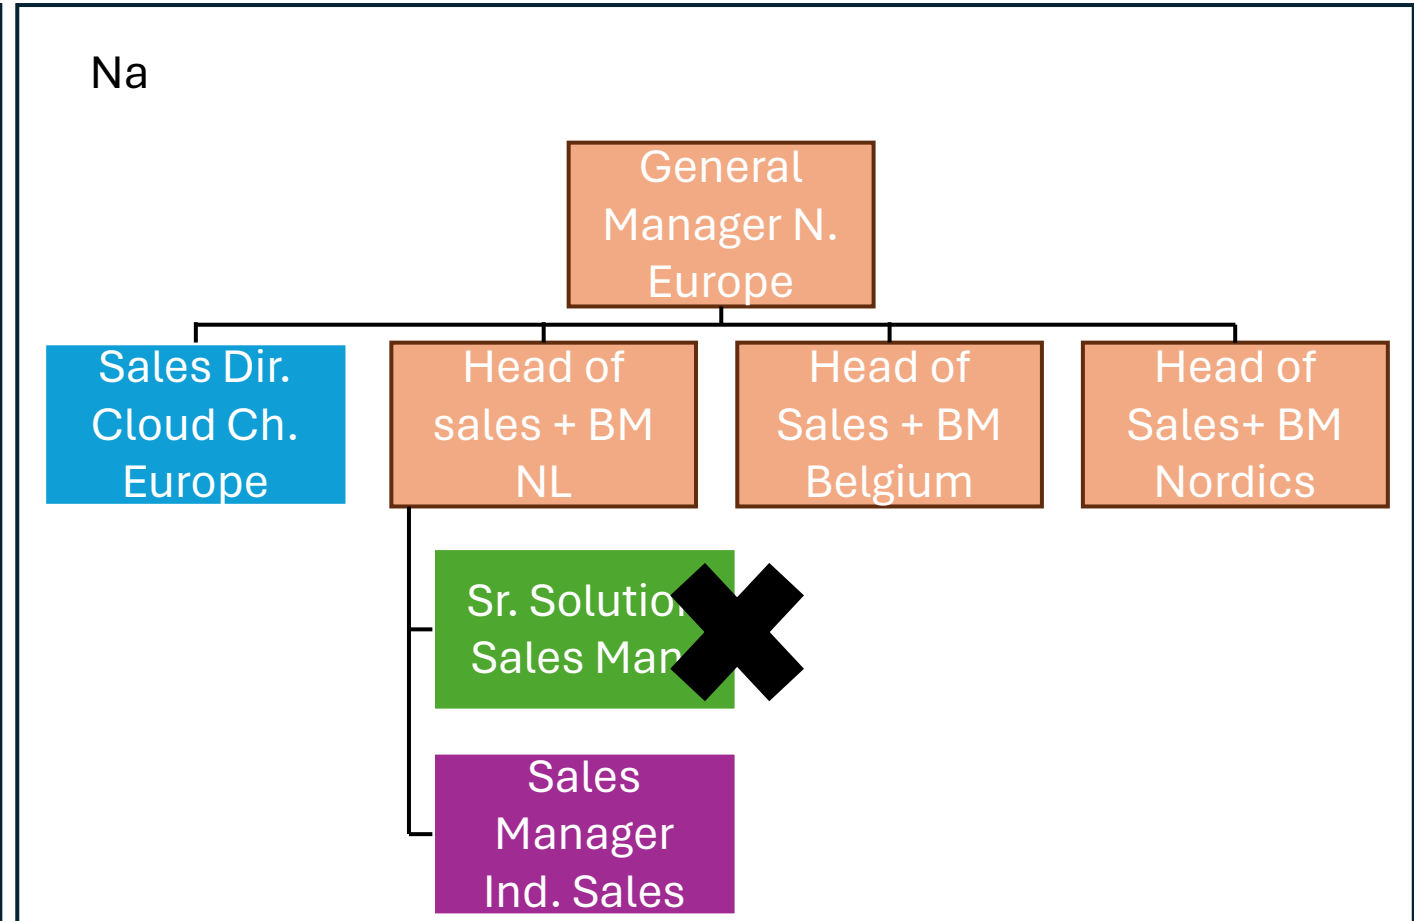 Na
General
Manager N.
Europe
Sales Dir.
Cloud Ch.
Europe
Head of
sales + BM
NL
Head of
Sales + BM
Belgium
Head of
Sales+ BM
Nordics
Sr. Solution
Sales Man
Sales
Manager
Ind. Sales